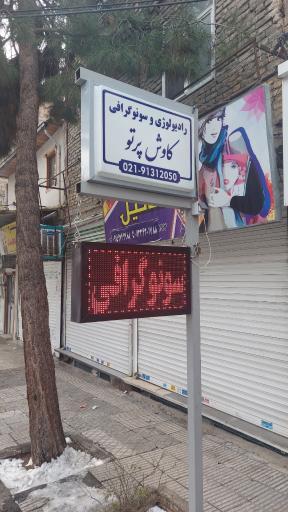 رادیولوژی و سونوگرافی
کاوش پرتو
021-91312050
سونوگرافی